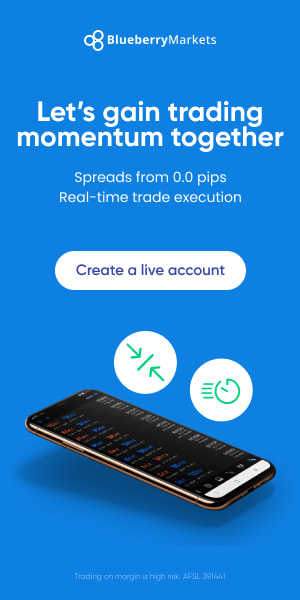 BlueberryMarkets
Let’s gain trading
momentum together
Spreads from 0.0 pips
Real-time trade execution
Create a live account
Trading on margin is high risk. AFSL 391441